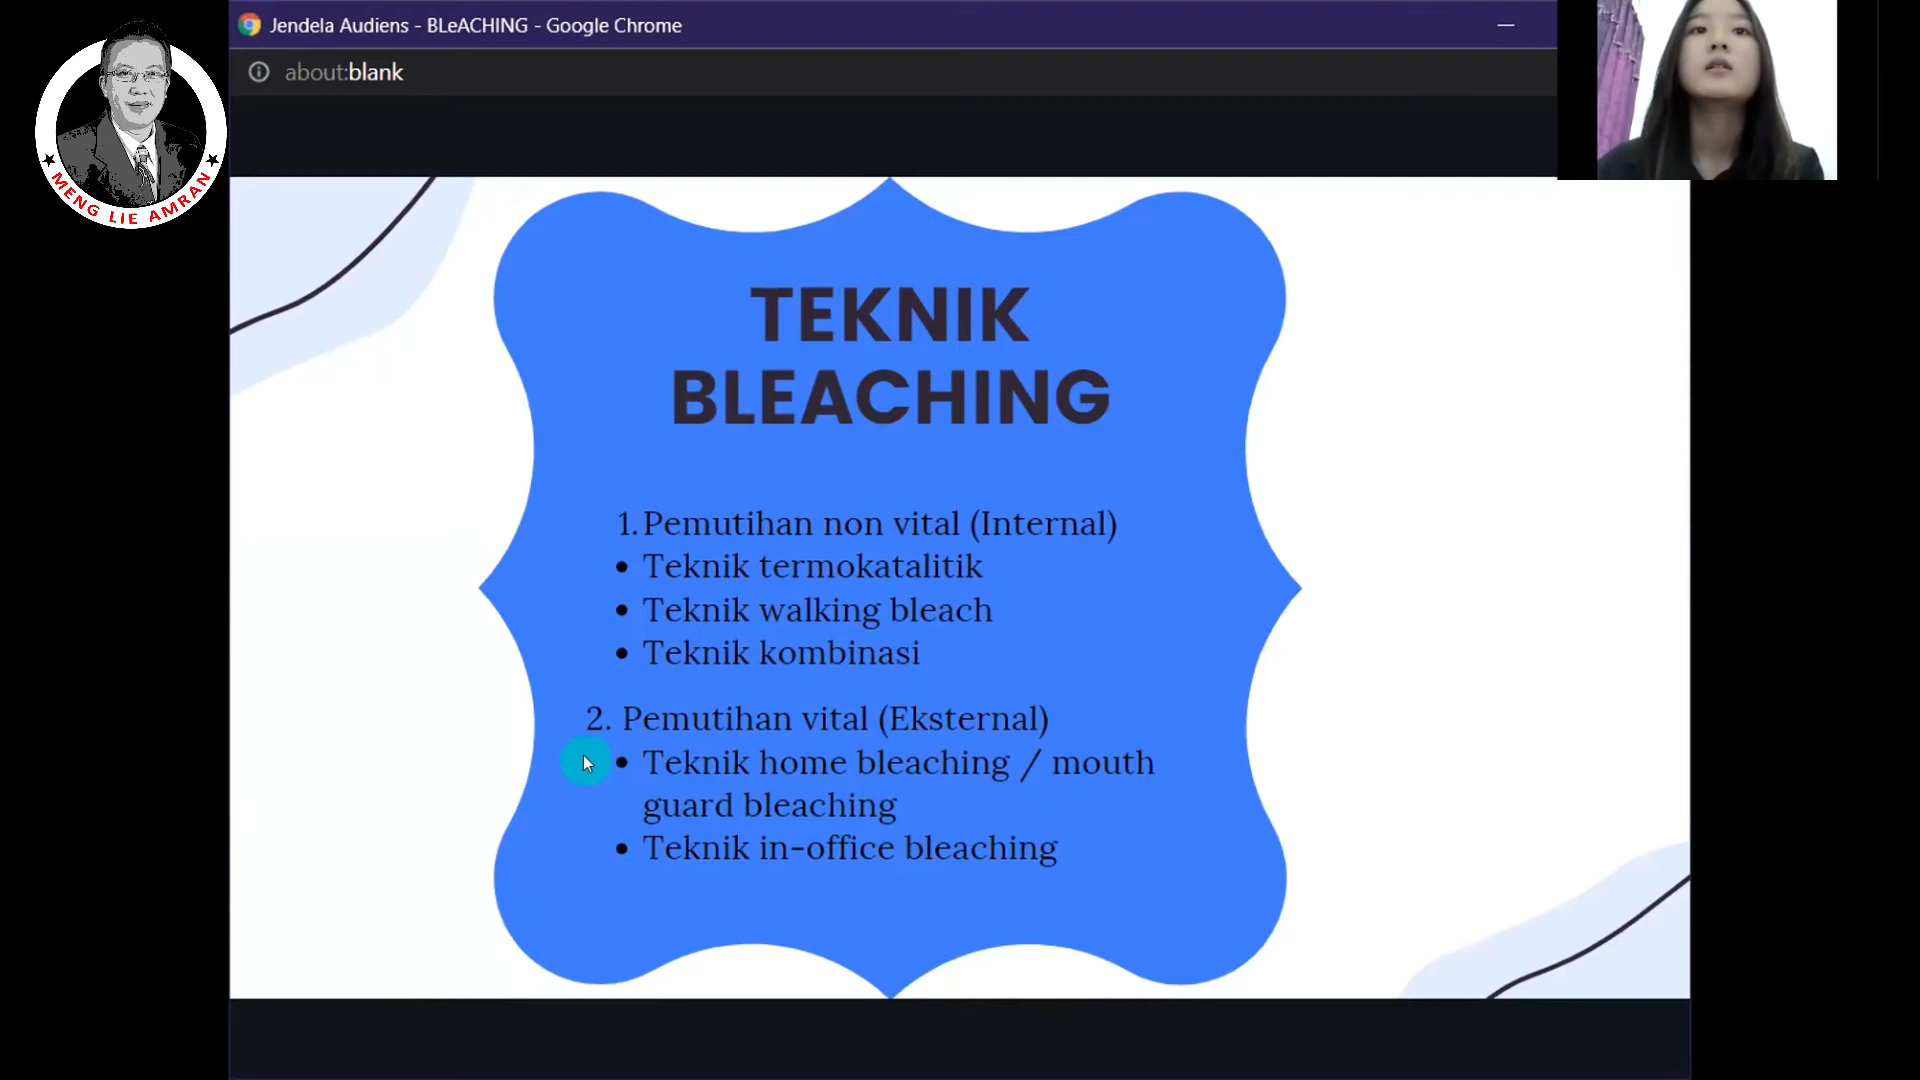 Jendela Audiens - BLeACHING - Google Chrome
about:blank
MENG LIE AMRAN
TEKNIK
BLEACHING
1. Pemutihan non vital (Internal)
• Teknik termokatalitik
• Teknik walking bleach
• Teknik kombinasi
2. Pemutihan vital (Eksternal)
• Teknik home bleaching / mouth
guard bleaching
• Teknik in-office bleaching